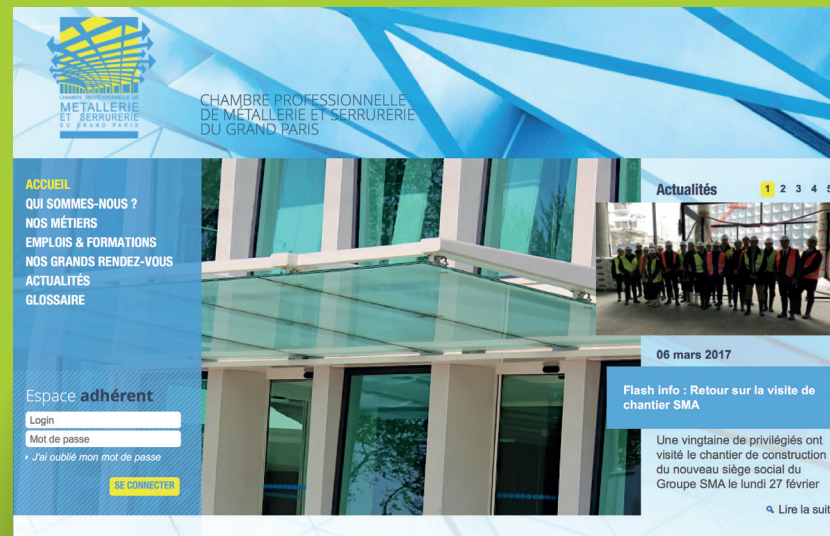 CHAMBRE PROFESSIONNELLE DE
METALLERIE
ET SERRURERIE
DU GRAND PARIS
CHAMBRE PROFESSIONNELLE
DE MÉTALLERIE ET SERRURERIE
DU GRAND PARIS
ACCUEIL
QUI SOMMES-NOUS ?
NOS MÉTIERS
EMPLOIS & FORMATIONS
NOS GRANDS RENDEZ-VOUS
ACTUALITÉS
GLOSSAIRE
Espace adhérent
Login
Mot de passe
J'ai oublié mon mot de passe
SE CONNECTER
Actualités 1 2 3 4 5
06 mars 2017
Flash info : Retour sur la visite de
chantier SMA
Une vingtaine de privilégiés ont
visité le chantier de construction
du nouveau siège social du
Groupe SMA le lundi 27 février
Lire la suit